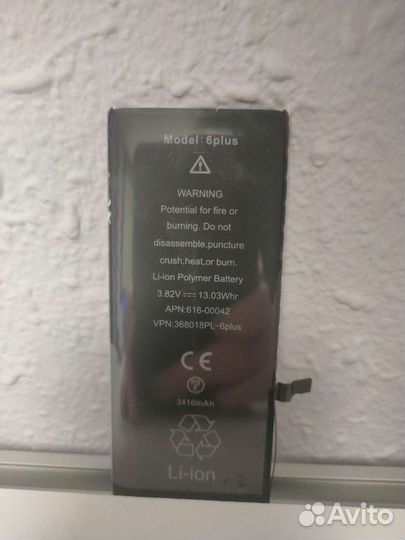 Model: 6plus
WARNING
Potential for fire or
burning. Do not
disassemble,puncture
crush,heat,or burn.
Li-ion Polymer Battery
3.82V ⎓ 13.03Whr
APN:616-00042
VPN:368018PL-6plus
CE
3410mAh
Li-ion
Avito